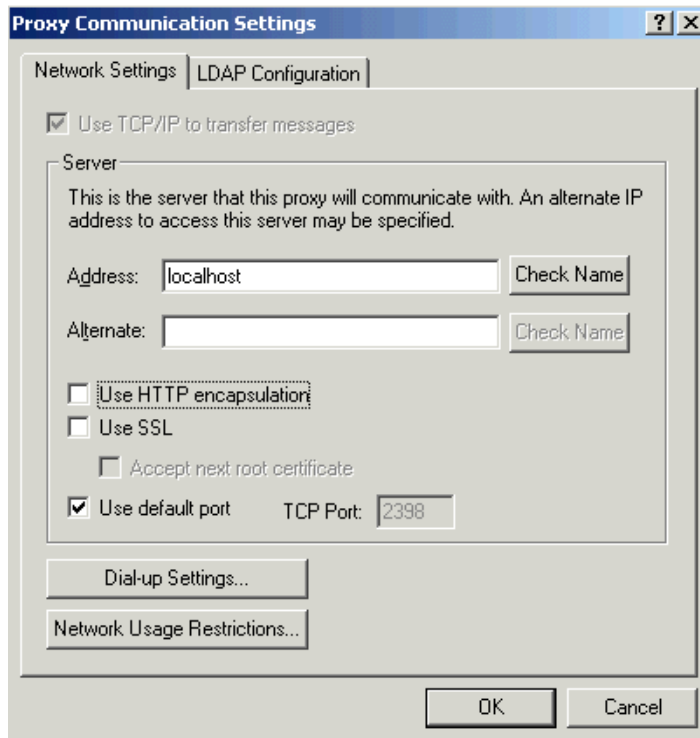 Proxy Communication Settings
Network Settings
LDAP Configuration
Use TCP/IP to transfer messages
Server
This is the server that this proxy will communicate with. An alternate IP
address to access this server may be specified.
Address: localhost Check Name
Alternate: Check Name
Use HTTP encapsulation
Use SSL
Accept next root certificate
Use default port TCP Port: 2398
Dial-up Settings...
Network Usage Restrictions...
OK Cancel